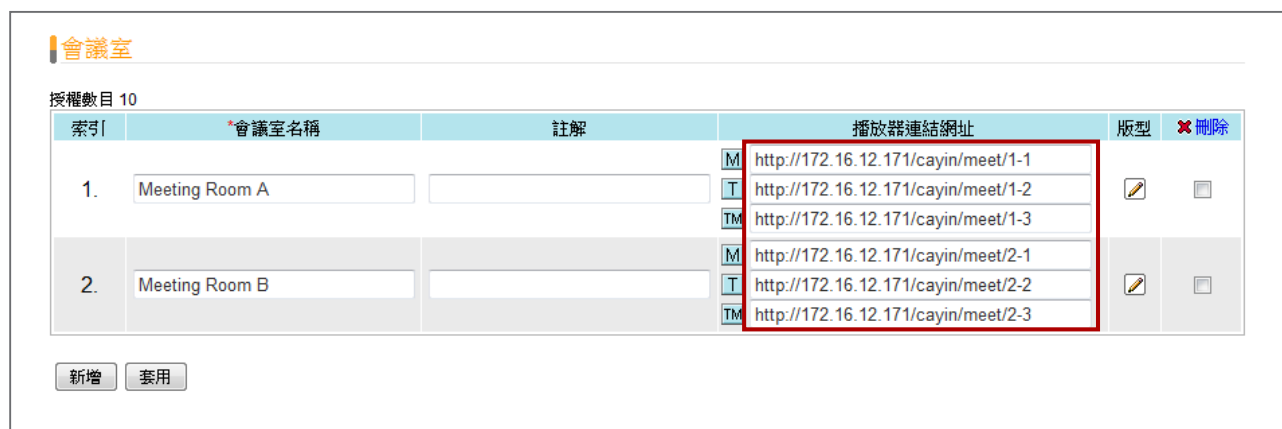 會議室
授權數目 10
索引 *會議室名稱 註解 播放器連結網址 版型 刪除
1. Meeting Room A M http://172.16.12.171/cayin/meet/1-1
T http://172.16.12.171/cayin/meet/1-2
TM http://172.16.12.171/cayin/meet/1-3
2. Meeting Room B M http://172.16.12.171/cayin/meet/2-1
T http://172.16.12.171/cayin/meet/2-2
TM http://172.16.12.171/cayin/meet/2-3
新增 套用